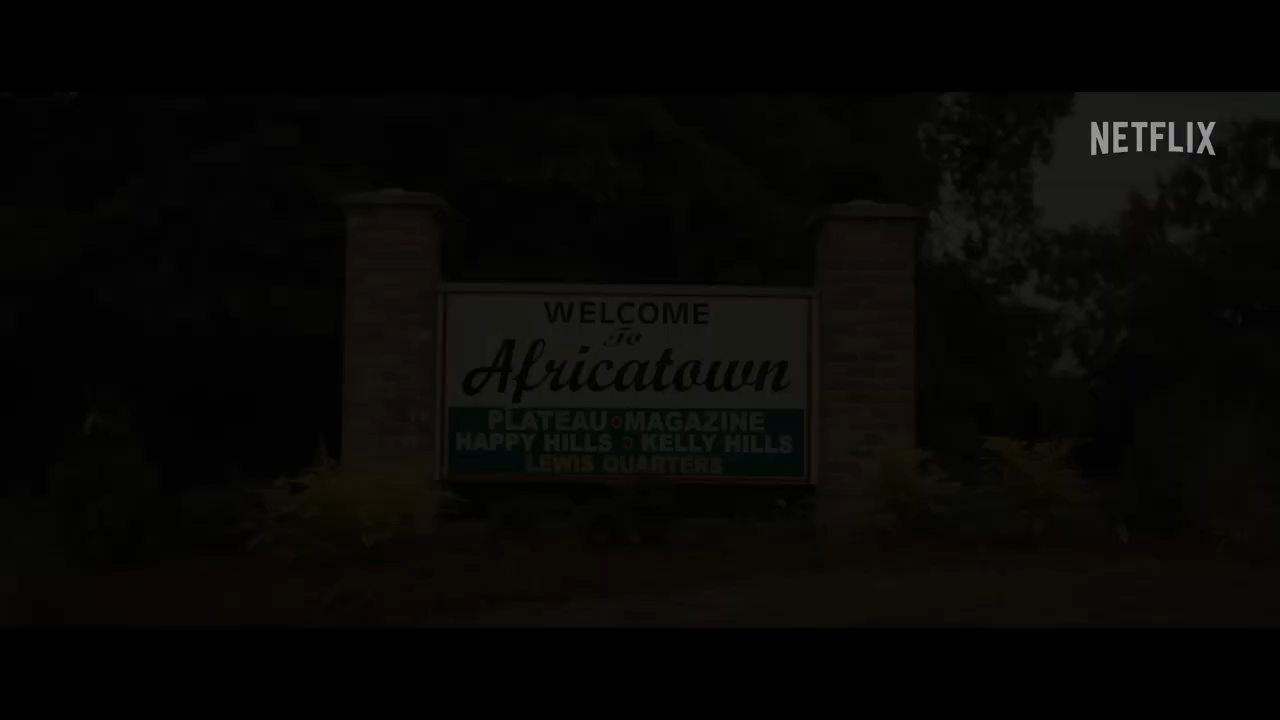 NETFLIX
WELCOME
To
Africatown
PLATEAU MAGAZINE
HAPPY HILLS KELLY HILLS
LEWIS QUARTERS